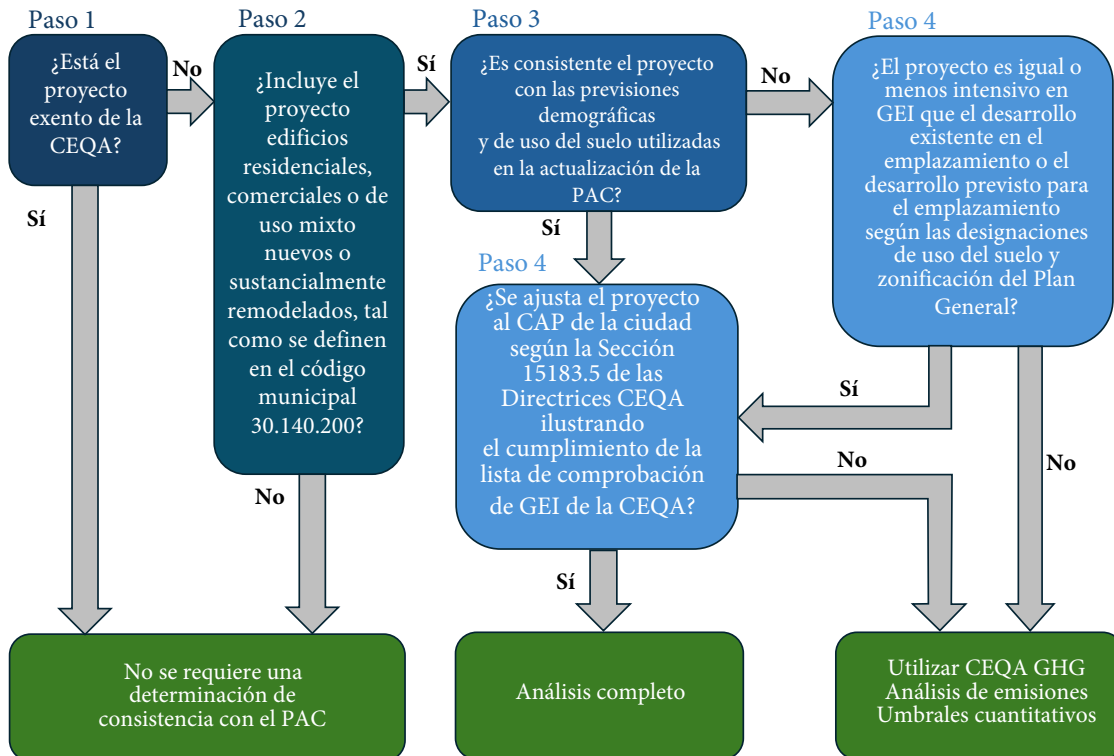 Paso 1
¿Está el
proyecto
exento de la
CEQA?
No
Sí
Paso 2
¿Incluye el
proyecto
edificios
residenciales,
comerciales o de
uso mixto
nuevos o
sustancialmente
remodelados, tal
como se definen
en el código
municipal
30.140.200?
Sí
No
Paso 3
¿Es consistente el proyecto
con las previsiones
demográficas
y de uso del suelo utilizadas
en la actualización de la
PAC?
No
Sí
Paso 4
¿El proyecto es igual o
menos intensivo en
GEI que el desarrollo
existente en el
emplazamiento o el
desarrollo previsto para
el emplazamiento
según las designaciones
de uso del suelo y
zonificación del Plan
General?
Sí
No
Paso 4
¿Se ajusta el proyecto
al CAP de la ciudad
según la Sección
15183.5 de las
Directrices CEQA
ilustrando
el cumplimiento de la
lista de comprobación
de GEI de la CEQA?
No
Sí
No se requiere una
determinación de
consistencia con el PAC
Análisis completo
Utilizar CEQA GHG
Análisis de emisiones
Umbrales cuantitativos